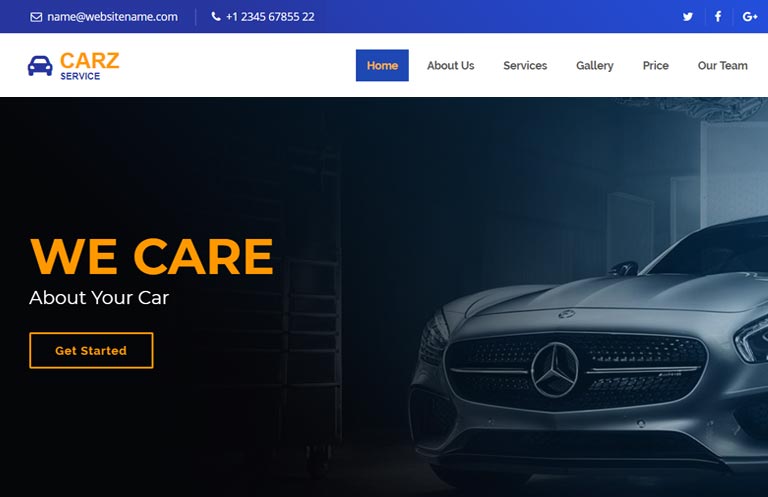 name@websitename.com +1 2345 67855 22
CARZ
SERVICE
Home About Us Services Gallery Price Our Team
WE CARE
About Your Car
Get Started